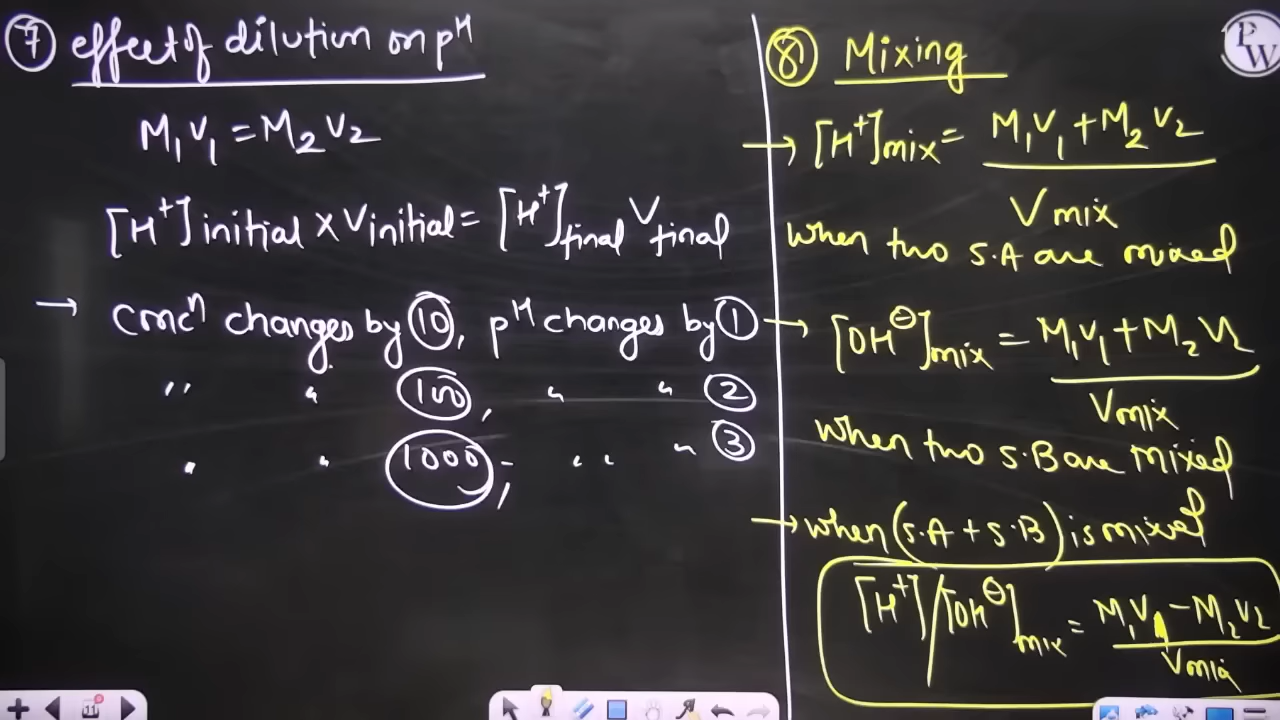 ⑦ effect of dilution on pH
M₁V₁ = M₂V₂
[H⁺] initial × V initial = [H⁺] final V final
→ concⁿ changes by ⑩, pH changes by ①
" " 100, " " ②
" " 1000, " " ③
⑧ Mixing
PW
→ [H⁺]mix = M₁V₁ + M₂V₂
Vmix
when two S.A are mixed
→ [OH⊖]mix = M₁V₁ + M₂V₂
Vmix
when two S.B are mixed
→ when (S.A + S.B) is mixed
[H⁺]/[OH⊖]mix = M₁V₁ - M₂V₂
Vmix
11